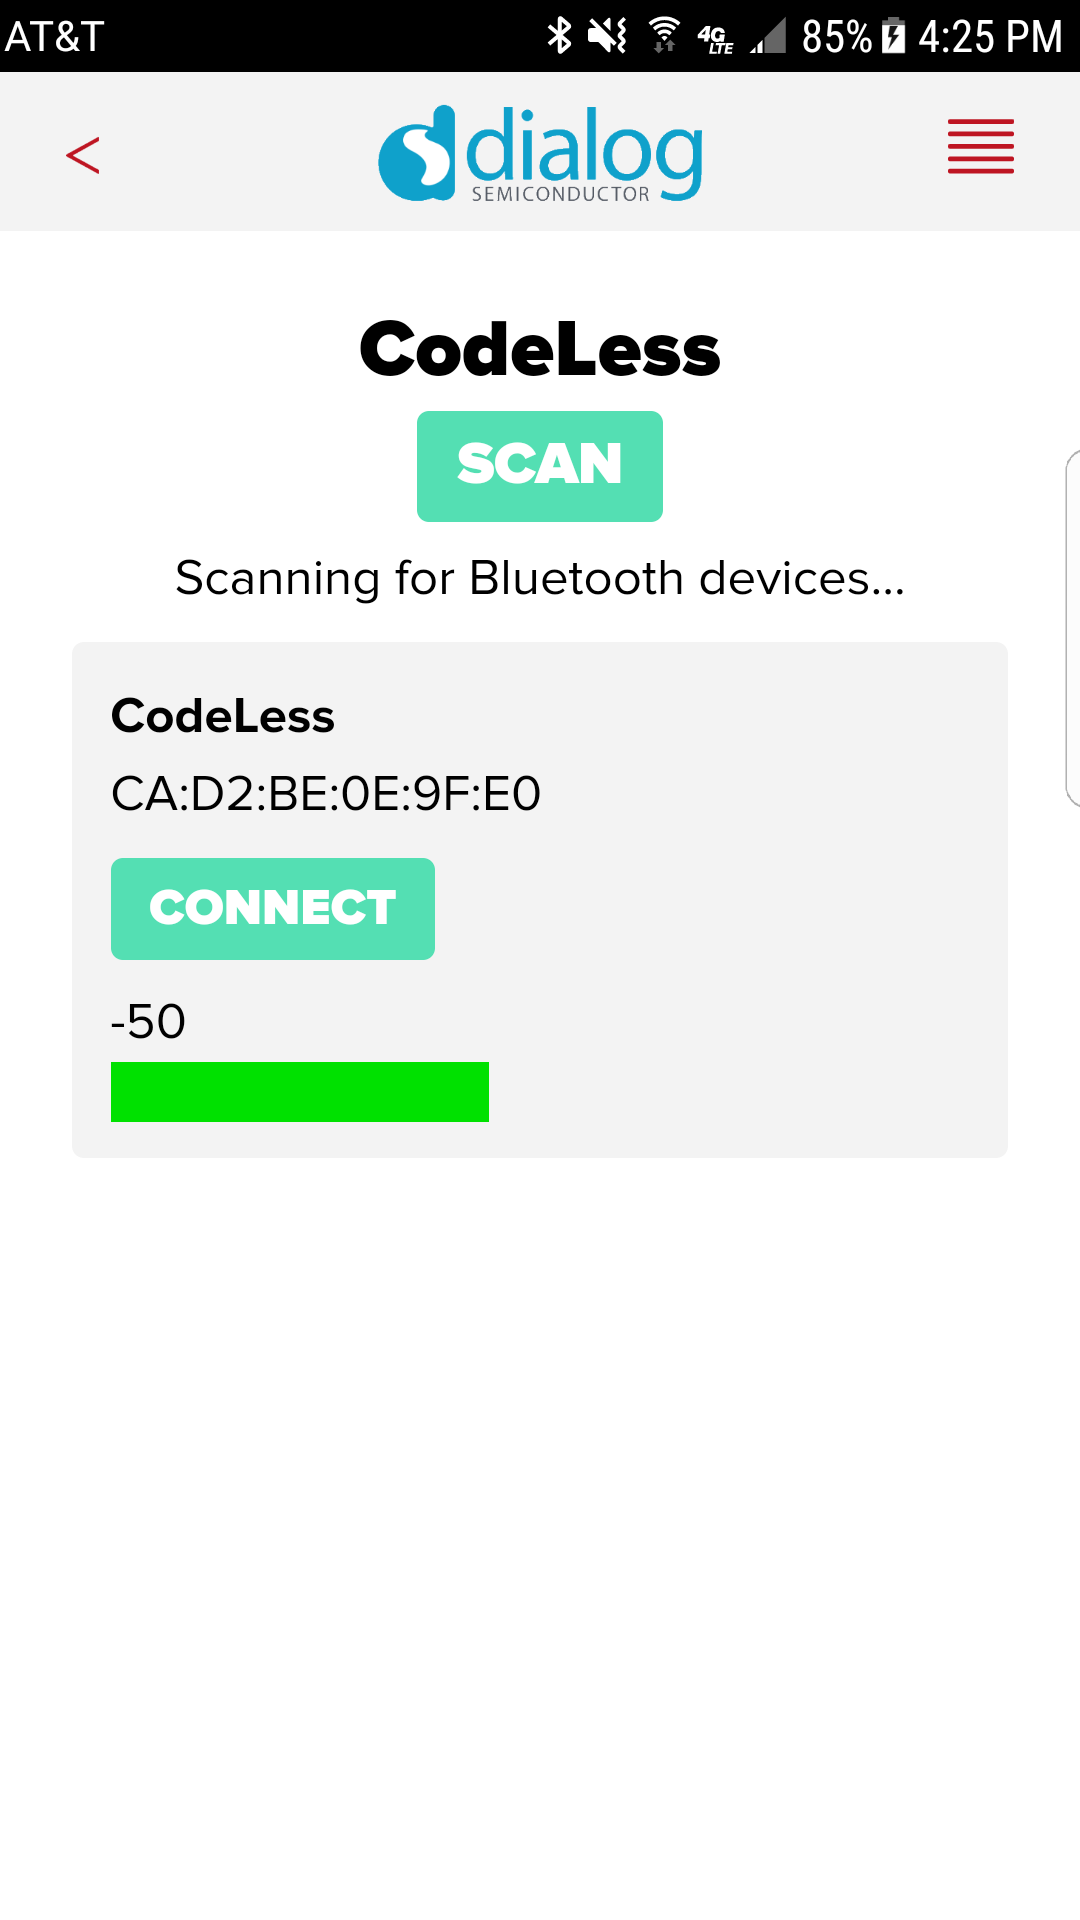 AT&T 4G LTE 85% 4:25 PM
<
dialog
SEMICONDUCTOR
CodeLess
SCAN
Scanning for Bluetooth devices...
CodeLess
CA:D2:BE:0E:9F:E0
CONNECT
-50